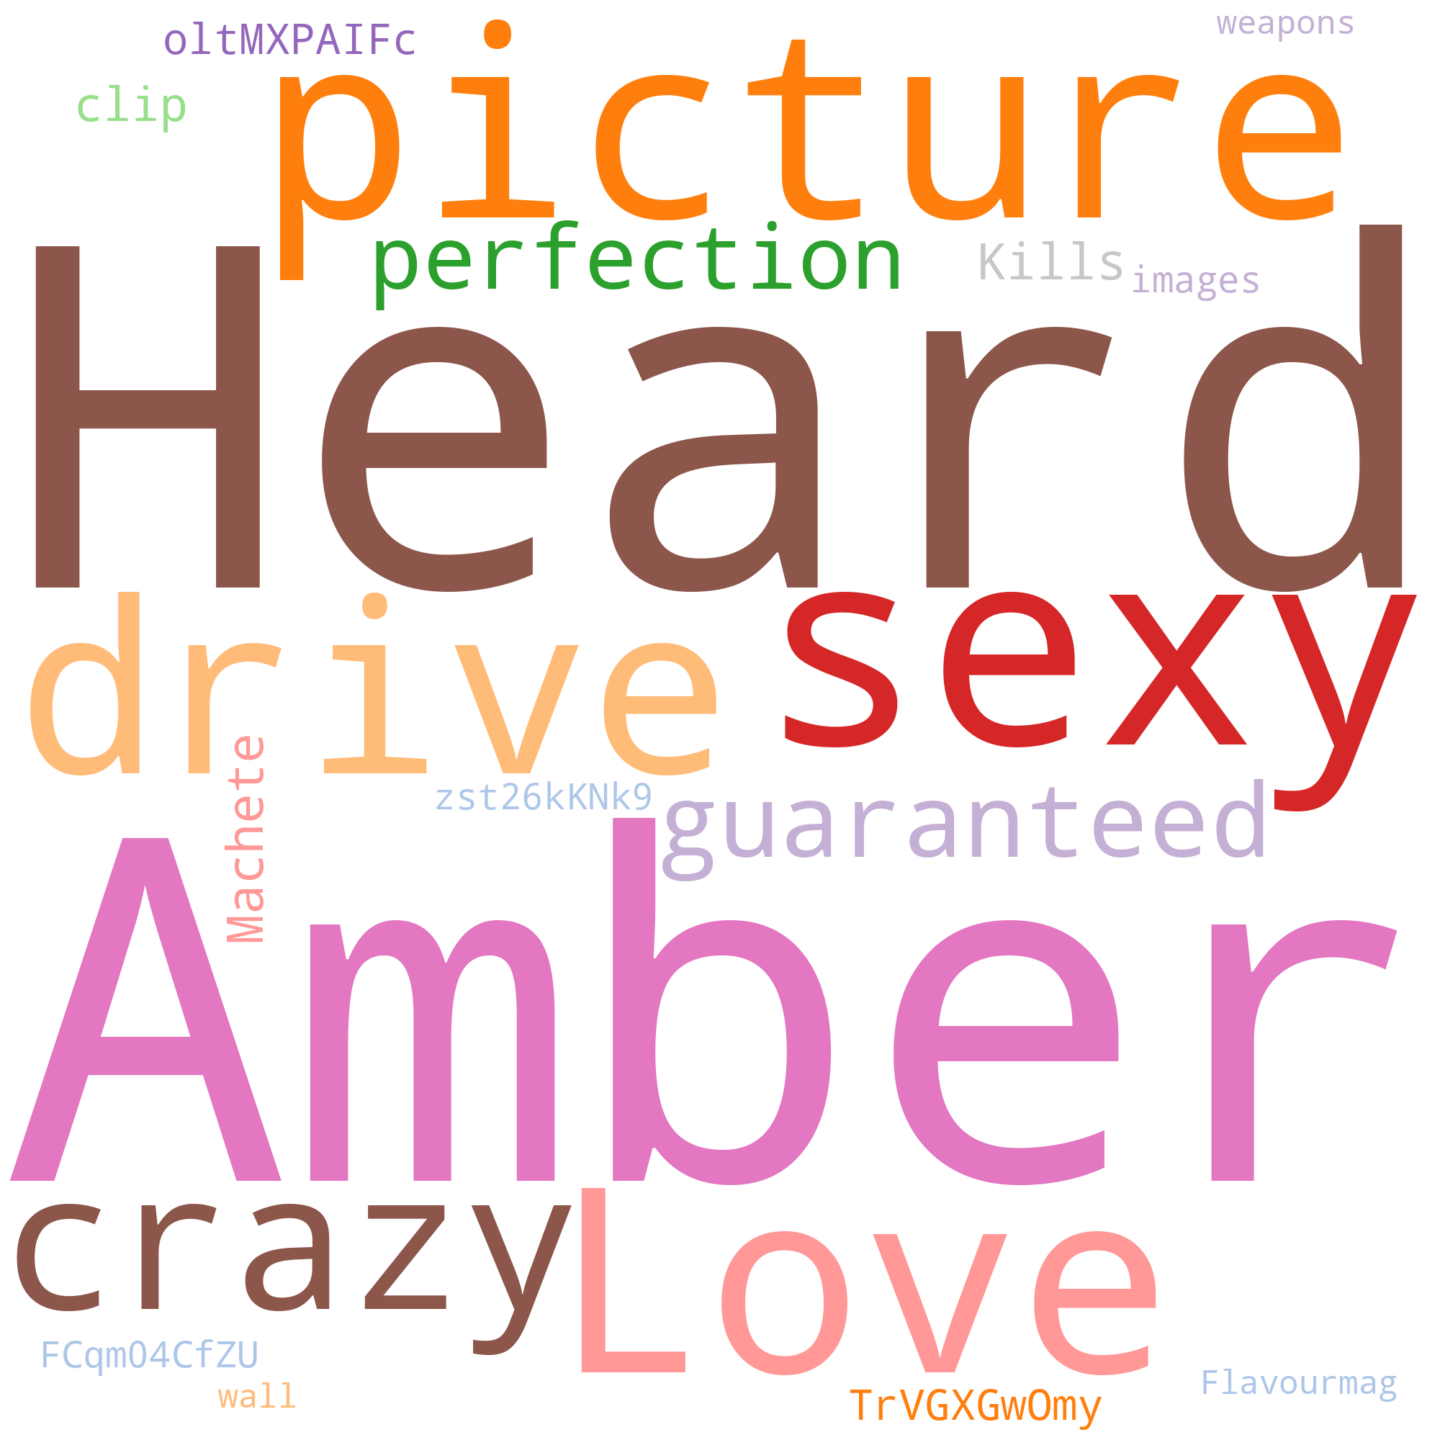 oltMXPAIFc
weapons
picture
clip
perfection
Kills
images
Heard
drive
sexy
Machete
zst26kKNk9
guaranteed
Amber
crazy
Love
FCqmO4CfZU
wall
TrVGXGwOmy
Flavourmag